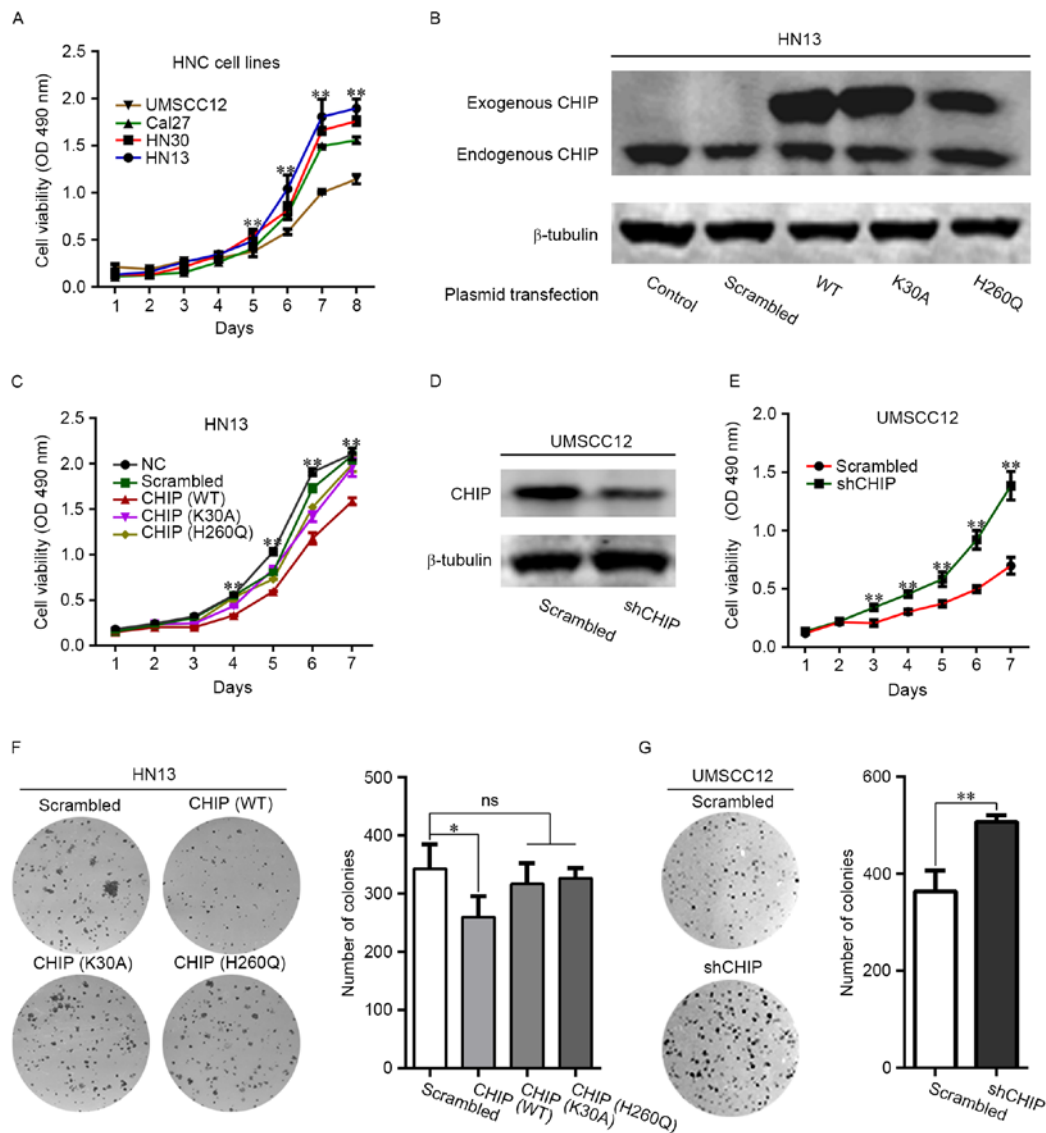 A
HNC cell lines
UMSCC12
Cal27
HN30
HN13
Cell viability (OD 490 nm)
2.5
2.0
1.5
1.0
0.5
0.0
** ** ** **
1 2 3 4 5 6 7 8
Days
B
HN13
Exogenous CHIP
Endogenous CHIP
β-tubulin
Plasmid transfection
Control
Scrambled
WT
K30A
H260Q
C
HN13
NC
Scrambled
CHIP (WT)
CHIP (K30A)
CHIP (H260Q)
Cell viability (OD 490 nm)
2.5
2.0
1.5
1.0
0.5
0.0
** ** ** **
1 2 3 4 5 6 7
Days
D
UMSCC12
CHIP
β-tubulin
Scrambled
shCHIP
E
UMSCC12
Scrambled
shCHIP
Cell viability (OD 490 nm)
2.0
1.5
1.0
0.5
0.0
** ** ** ** **
1 2 3 4 5 6 7
Days
F
HN13
Scrambled
CHIP (WT)
CHIP (K30A)
CHIP (H260Q)
Number of colonies
500
400
300
200
100
0
ns
*
Scrambled
CHIP (WT)
CHIP (K30A)
CHIP (H260Q)
G
UMSCC12
Scrambled
shCHIP
Number of colonies
600
400
200
0
**
Scrambled
shCHIP